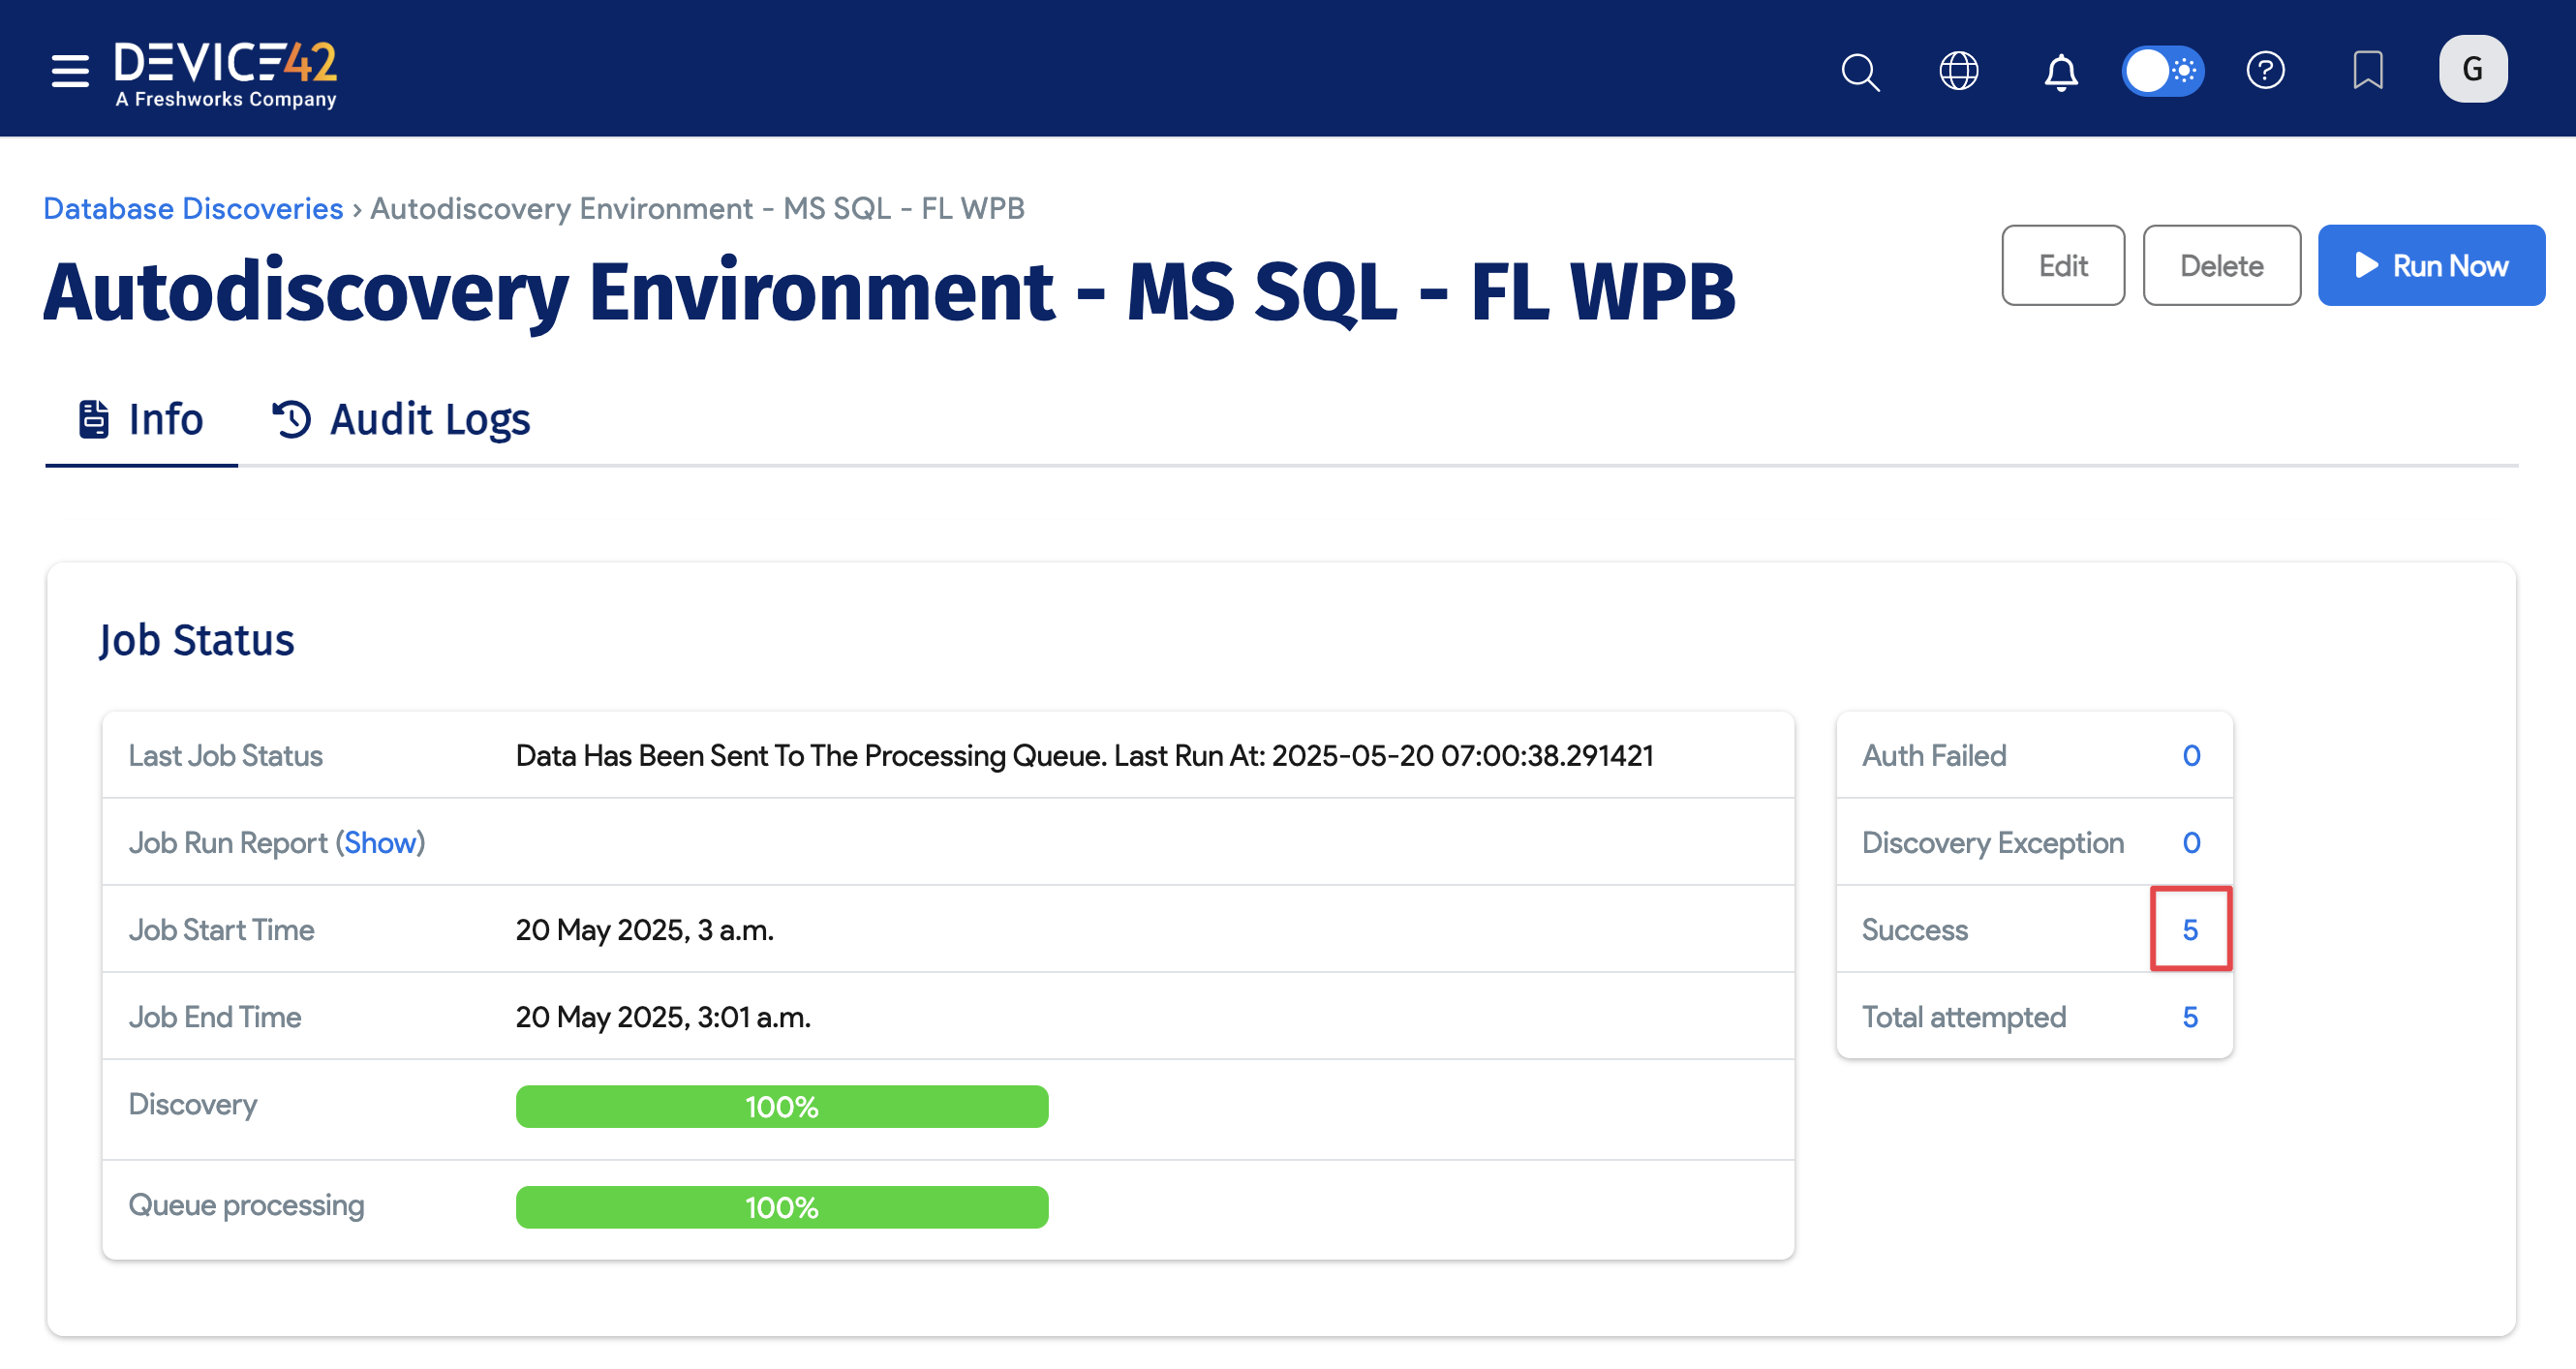 DEVICE42
A Freshworks Company
G
Database Discoveries › Autodiscovery Environment - MS SQL - FL WPB
Autodiscovery Environment - MS SQL - FL WPB
Edit
Delete
Run Now
Info
Audit Logs
Job Status
Last Job Status
Data Has Been Sent To The Processing Queue. Last Run At: 2025-05-20 07:00:38.291421
Job Run Report (Show)
Job Start Time
20 May 2025, 3 a.m.
Job End Time
20 May 2025, 3:01 a.m.
Discovery
100%
Queue processing
100%
Auth Failed
0
Discovery Exception
0
Success
5
Total attempted
5